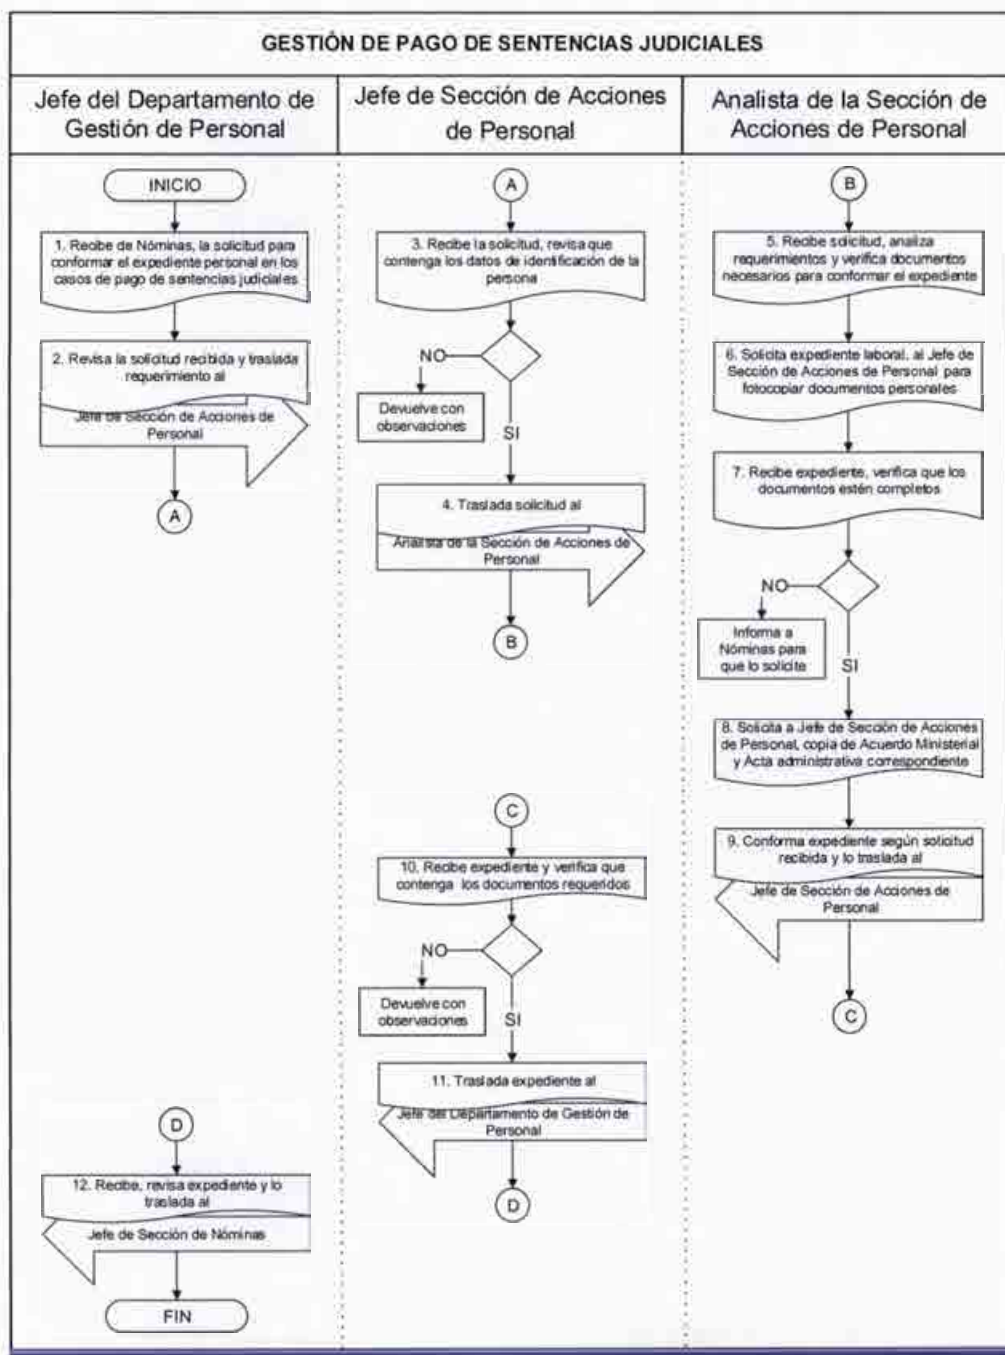 GESTIÓN DE PAGO DE SENTENCIAS JUDICIALES
Jefe del Departamento de
Gestión de Personal
Jefe de Sección de Acciones
de Personal
Analista de la Sección de
Acciones de Personal
INICIO
1. Recibe de Nóminas, la solicitud para
conformar el expediente personal en los
casos de pago de sentencias judiciales
2. Revisa la solicitud recibida y traslada
requerimiento al
Jefe de Sección de Acciones de
Personal
A
A
3. Recibe la solicitud, revisa que
contenga los datos de identificación de la
persona
NO
Devuelve con
observaciones
SI
4. Traslada solicitud al
Analista de la Sección de Acciones de
Personal
B
B
5. Recibe solicitud, analiza
requerimientos y verifica documentos
necesarios para conformar el expediente
6. Solicita expediente laboral, al Jefe de
Sección de Acciones de Personal para
fotocopiar documentos personales
7. Recibe expediente, verifica que los
documentos estén completos
NO
Informa a
Nóminas para
que lo solicite
SI
8. Solicita a Jefe de Sección de Acciones
de Personal, copia de Acuerdo Ministerial
y Acta administrativa correspondiente
9. Conforma expediente según solicitud
recibida y lo traslada al
Jefe de Sección de Acciones de
Personal
C
C
10. Recibe expediente y verifica que
contenga los documentos requeridos
NO
Devuelve con
observaciones
SI
11. Traslada expediente al
Jefe del Departamento de Gestión de
Personal
D
D
12. Recibe, revisa expediente y lo
traslada al
Jefe de Sección de Nóminas
FIN